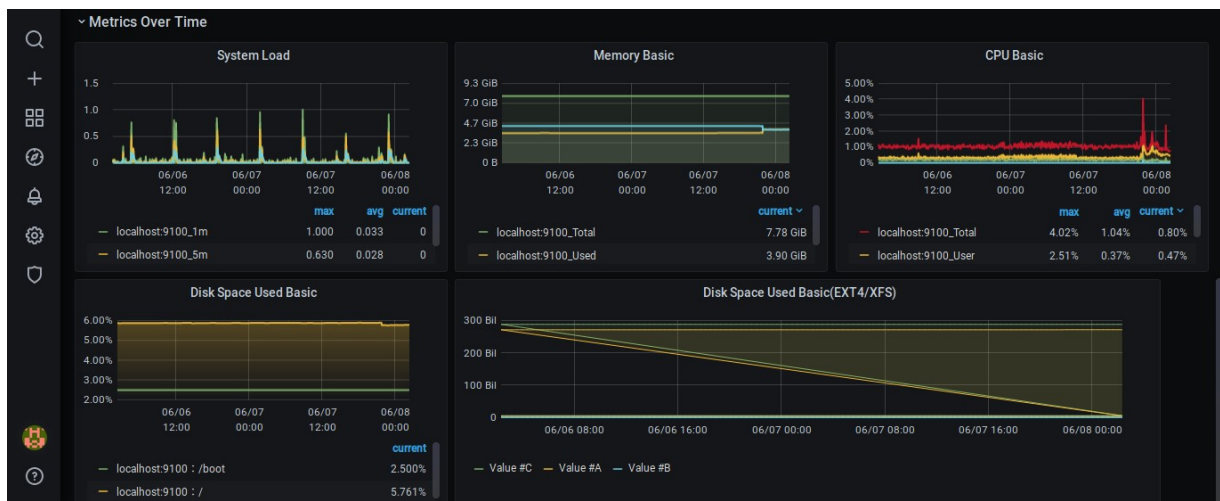 Metrics Over Time
System Load
1.5
1.0
0.5
0
06/06 12:00
06/07 00:00
06/07 12:00
06/08 00:00
max avg current
localhost:9100_1m 1.000 0.033 0
localhost:9100_5m 0.630 0.028 0
Memory Basic
9.3 GiB
7.0 GiB
4.7 GiB
2.3 GiB
0 B
06/06 12:00
06/07 00:00
06/07 12:00
06/08 00:00
current
localhost:9100_Total 7.78 GiB
localhost:9100_Used 3.90 GiB
CPU Basic
5.00%
4.00%
3.00%
2.00%
1.00%
0%
06/06 12:00
06/07 00:00
06/07 12:00
06/08 00:00
max avg current
localhost:9100_Total 4.02% 1.04% 0.80%
localhost:9100_User 2.51% 0.37% 0.47%
Disk Space Used Basic
6.00%
5.00%
4.00%
3.00%
2.00%
06/06 12:00
06/07 00:00
06/07 12:00
06/08 00:00
current
localhost:9100：/boot 2.500%
localhost:9100：/ 5.761%
Disk Space Used Basic(EXT4/XFS)
300 Bil
200 Bil
100 Bil
0
06/06 08:00
06/06 16:00
06/07 00:00
06/07 08:00
06/07 16:00
06/08 00:00
Value #C Value #A Value #B